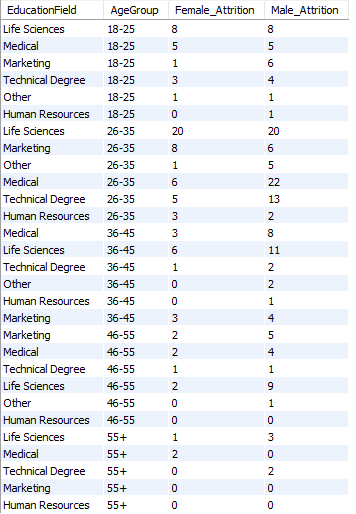 EducationField AgeGroup Female_Attrition Male_Attrition
Life Sciences 18-25 8 8
Medical 18-25 5 5
Marketing 18-25 1 6
Technical Degree 18-25 3 4
Other 18-25 1 1
Human Resources 18-25 0 1
Life Sciences 26-35 20 20
Marketing 26-35 8 6
Other 26-35 1 5
Medical 26-35 6 22
Technical Degree 26-35 5 13
Human Resources 26-35 3 2
Medical 36-45 3 8
Life Sciences 36-45 6 11
Technical Degree 36-45 1 2
Other 36-45 0 2
Human Resources 36-45 0 1
Marketing 36-45 3 4
Marketing 46-55 2 5
Medical 46-55 2 4
Technical Degree 46-55 1 1
Life Sciences 46-55 2 9
Other 46-55 0 1
Human Resources 46-55 0 0
Life Sciences 55+ 1 3
Medical 55+ 2 0
Technical Degree 55+ 0 2
Marketing 55+ 0 0
Human Resources 55+ 0 0